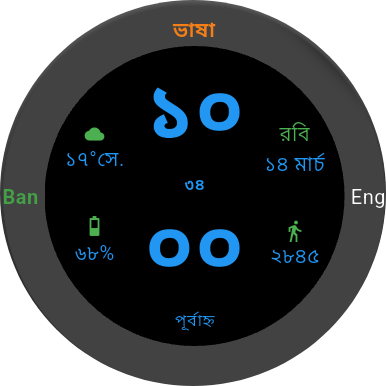 ভাষা
১০
১৭°সে.
রবি
১৪ মার্চ
৩৪
Ban
Eng
০০
৬৮%
২৮৪৫
পূর্বাহ্ন